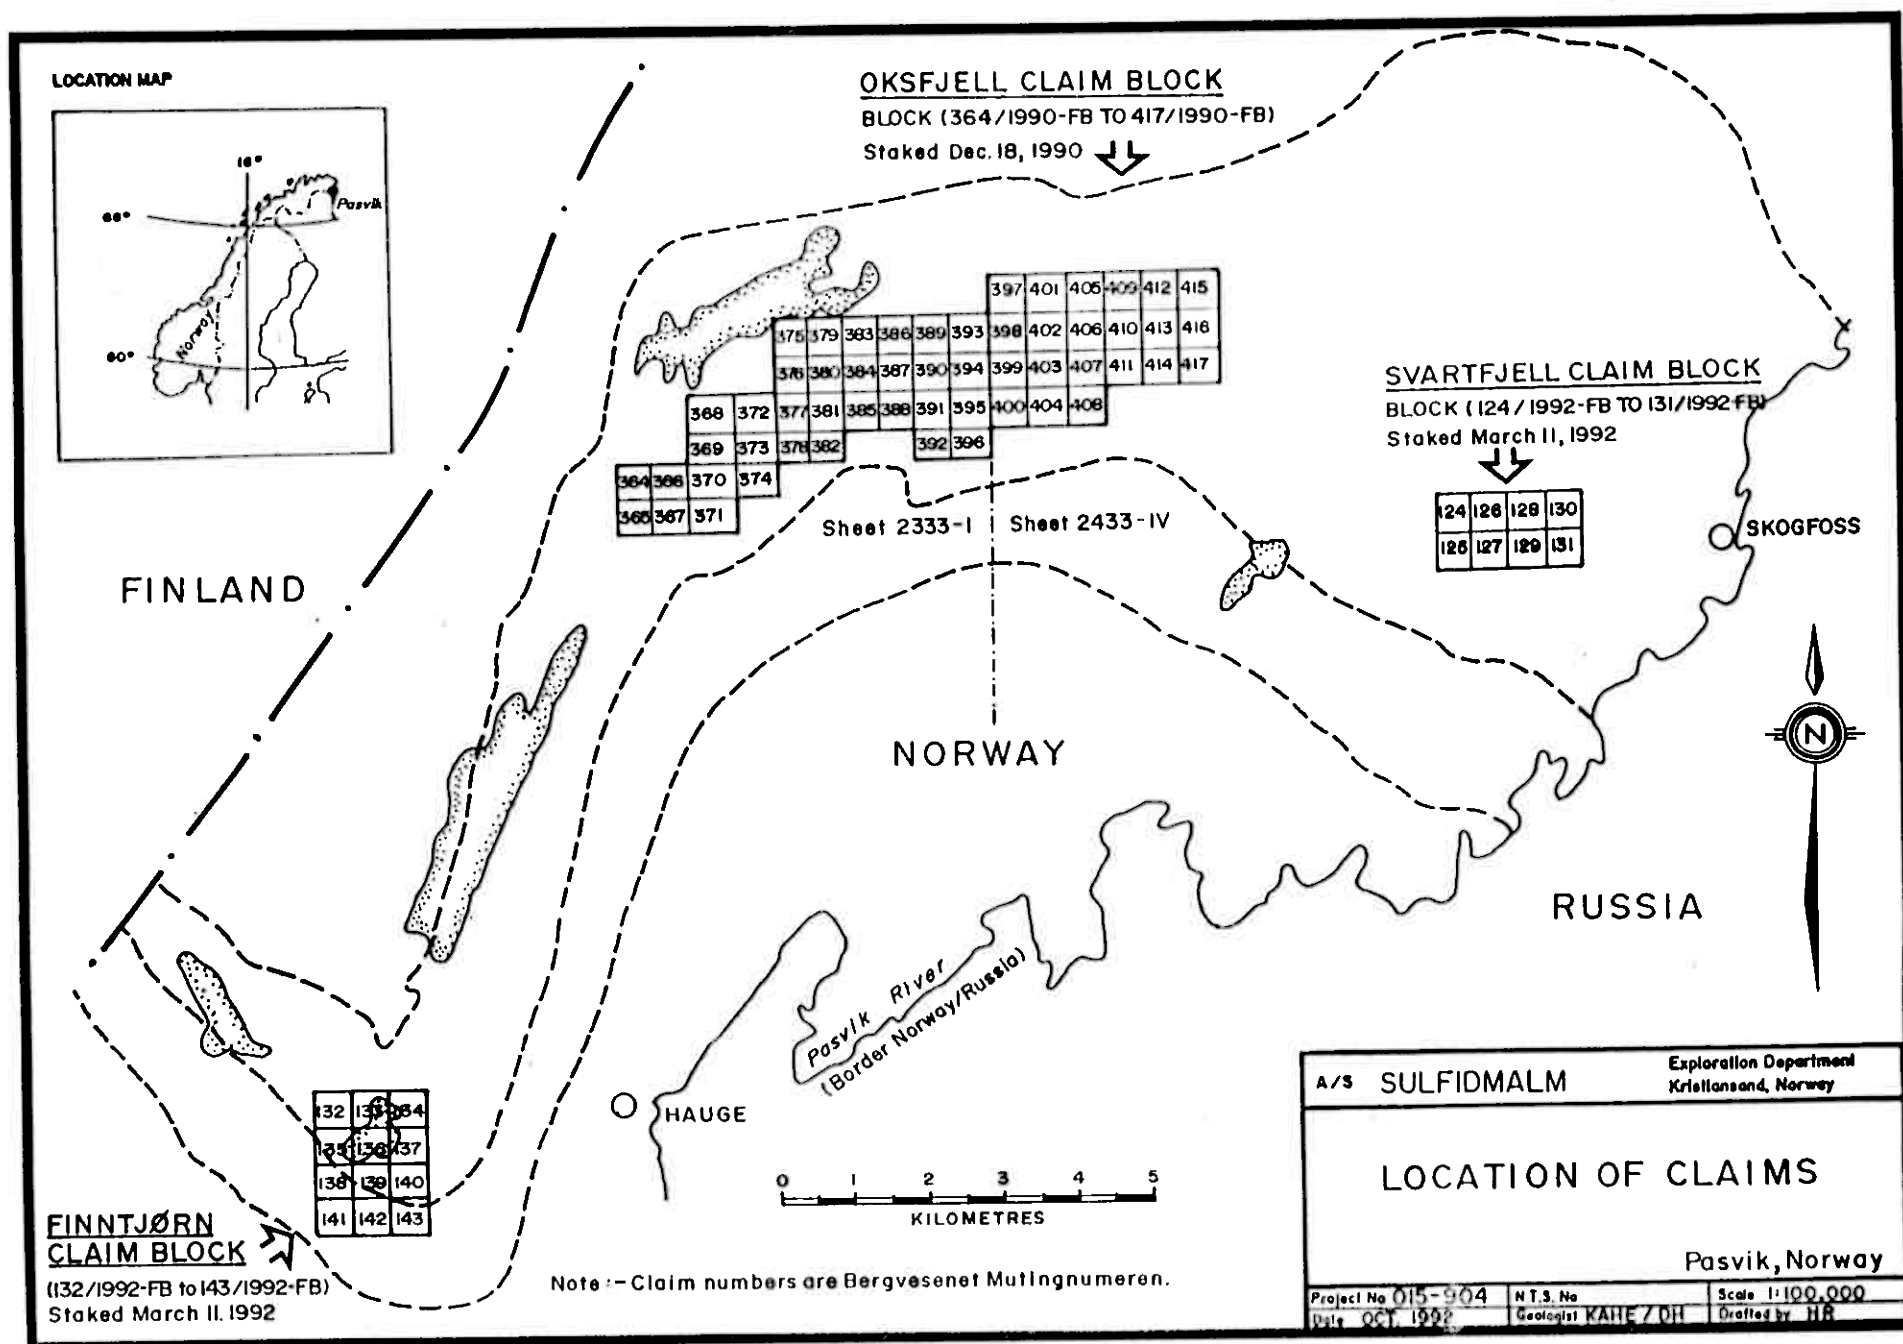 LOCATION MAP
16°
68°
Pasvik
Norway
60°
OKSFJELL CLAIM BLOCK
BLOCK (364/1990-FB TO 417/1990-FB)
Staked Dec. 18, 1990
397 401 405 409 412 415
375 379 383 386 389 393 398 402 406 410 413 416
376 380 384 387 390 394 399 403 407 411 414 417
368 372 377 381 385 388 391 395 400 404 408
369 373 378 382 392 396
364 366 370 374
365 367 371
Sheet 2333-I Sheet 2433-IV
SVARTFJELL CLAIM BLOCK
BLOCK (124/1992-FB TO 131/1992-FB)
Staked March 11, 1992
124 126 128 130
125 127 129 131
SKOGFOSS
FINLAND
NORWAY
N
RUSSIA
Pasvik River
(Border Norway/Russia)
HAUGE
132 133 134
135 136 137
138 139 140
141 142 143
FINNTJØRN
CLAIM BLOCK
(132/1992-FB to 143/1992-FB)
Staked March 11. 1992
0 1 2 3 4 5
KILOMETRES
Note :- Claim numbers are Bergvesenet Mutingnumeren.
A/S SULFIDMALM
Exploration Department
Kristiansand, Norway
LOCATION OF CLAIMS
Pasvik, Norway
Project No 015-904 N.T.S. No Scale 1:100,000
Date OCT. 1992 Geologist KAHE / DH Drafted by HR